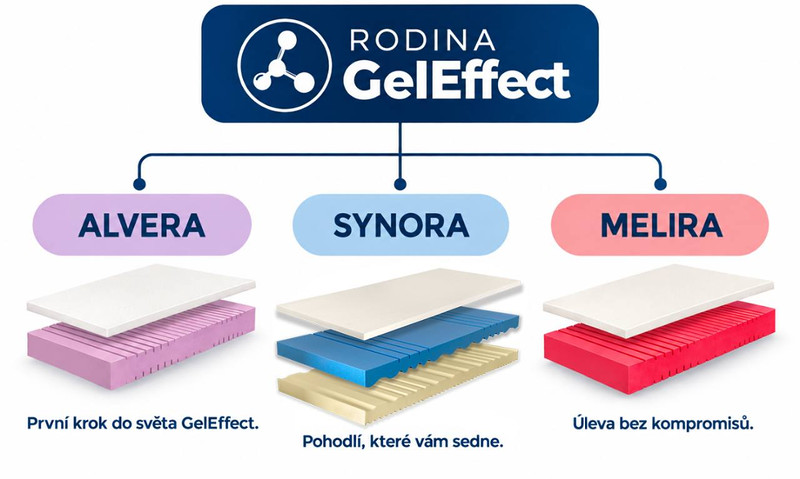 RODINA
GelEffect
ALVERA
SYNORA
MELIRA
První krok do světa GelEffect.
Pohodlí, které vám sedne.
Úleva bez kompromisů.